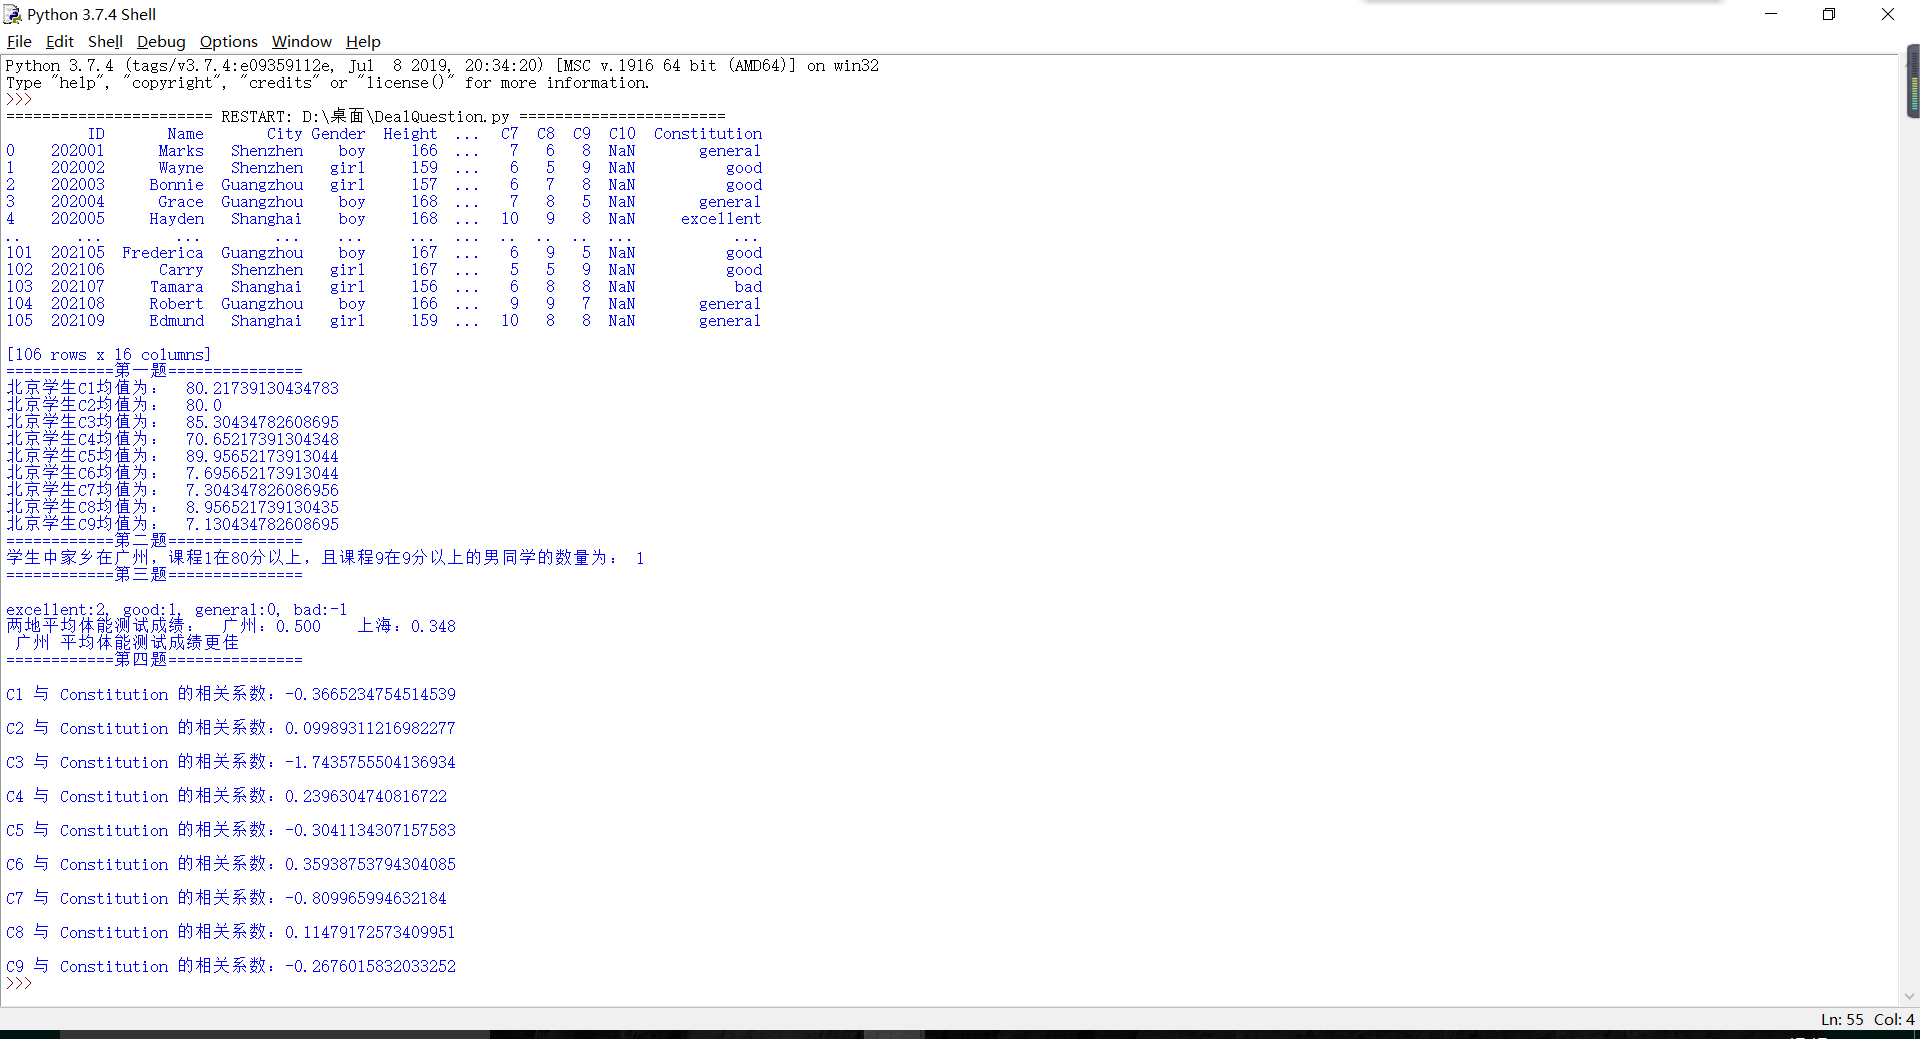 Python 3.7.4 Shell
File Edit Shell Debug Options Window Help
Python 3.7.4 (tags/v3.7.4:e09359112e, Jul  8 2019, 20:34:20) [MSC v.1916 64 bit (AMD64)] on win32
Type "help", "copyright", "credits" or "license()" for more information.
>>>
======================= RESTART: D:\桌面\DealQuestion.py =======================
         ID       Name       City Gender  Height  ...  C7  C8  C9  C10  Constitution
0    202001      Marks   Shenzhen    boy     166  ...   7   6   8  NaN       general
1    202002      Wayne   Shenzhen   girl     159  ...   6   5   9  NaN          good
2    202003     Bonnie  Guangzhou   girl     157  ...   6   7   8  NaN          good
3    202004      Grace  Guangzhou    boy     168  ...   7   8   5  NaN       general
4    202005     Hayden   Shanghai    boy     168  ...  10   9   8  NaN     excellent
..      ...        ...        ...    ...     ...  ...  ..  ..  ..  ...           ...
101  202105  Frederica  Guangzhou    boy     167  ...   6   9   5  NaN          good
102  202106      Carry   Shenzhen   girl     167  ...   5   5   9  NaN          good
103  202107     Tamara   Shanghai   girl     156  ...   6   8   8  NaN           bad
104  202108     Robert  Guangzhou    boy     166  ...   9   9   7  NaN       general
105  202109     Edmund   Shanghai   girl     159  ...  10   8   8  NaN       general
[106 rows x 16 columns]
============第一题===============
北京学生C1均值为：  80.21739130434783
北京学生C2均值为：  80.0
北京学生C3均值为：  85.30434782608695
北京学生C4均值为：  70.65217391304348
北京学生C5均值为：  89.95652173913044
北京学生C6均值为：  7.695652173913044
北京学生C7均值为：  7.304347826086956
北京学生C8均值为：  8.956521739130435
北京学生C9均值为：  7.130434782608695
============第二题===============
学生中家乡在广州，课程1在80分以上，且课程9在9分以上的男同学的数量为： 1
============第三题===============
excellent:2, good:1, general:0, bad:-1
两地平均体能测试成绩：  广州：0.500    上海：0.348
 广州 平均体能测试成绩更佳
============第四题===============
C1 与 Constitution 的相关系数：-0.3665234754514539
C2 与 Constitution 的相关系数：0.09989311216982277
C3 与 Constitution 的相关系数：-1.7435755504136934
C4 与 Constitution 的相关系数：0.2396304740816722
C5 与 Constitution 的相关系数：-0.3041134307157583
C6 与 Constitution 的相关系数：0.35938753794304085
C7 与 Constitution 的相关系数：-0.809965994632184
C8 与 Constitution 的相关系数：0.11479172573409951
C9 与 Constitution 的相关系数：-0.2676015832033252
>>>
Ln: 55  Col: 4